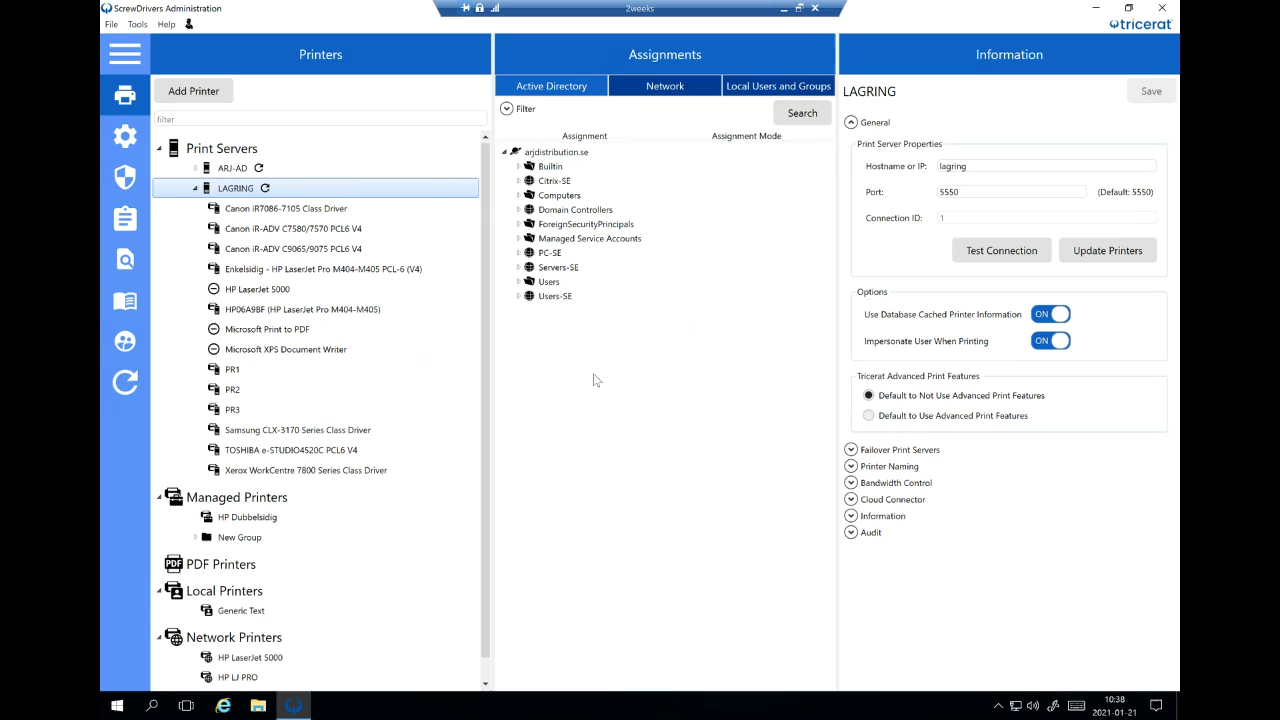 ScrewDrivers Administration
2weeks
File Tools Help
tricerat
Printers
Assignments
Information
Add Printer
filter
Print Servers
ARJ-AD
LAGRING
Canon iR7086-7105 Class Driver
Canon iR-ADV C7580/7570 PCL6 V4
Canon iR-ADV C9065/9075 PCL6 V4
Enkelsidig - HP LaserJet Pro M404-M405 PCL-6 (V4)
HP LaserJet 5000
HP06A9BF (HP LaserJet Pro M404-M405)
Microsoft Print to PDF
Microsoft XPS Document Writer
PR1
PR2
PR3
Samsung CLX-3170 Series Class Driver
TOSHIBA e-STUDIO4520C PCL6 V4
Xerox WorkCentre 7800 Series Class Driver
Managed Printers
HP Dubbelsidig
New Group
PDF Printers
Local Printers
Generic Text
Network Printers
HP LaserJet 5000
HP LJ PRO
Active Directory Network Local Users and Groups
Filter
Search
Assignment Assignment Mode
arjdistribution.se
Builtin
Citrix-SE
Computers
Domain Controllers
ForeignSecurityPrincipals
Managed Service Accounts
PC-SE
Servers-SE
Users
Users-SE
LAGRING
Save
General
Print Server Properties
Hostname or IP: lagring
Port: 5550 (Default: 5550)
Connection ID: 1
Test Connection Update Printers
Options
Use Database Cached Printer Information ON
Impersonate User When Printing ON
Tricerat Advanced Print Features
Default to Not Use Advanced Print Features
Default to Use Advanced Print Features
Failover Print Servers
Printer Naming
Bandwidth Control
Cloud Connector
Information
Audit
10:38
2021-01-21